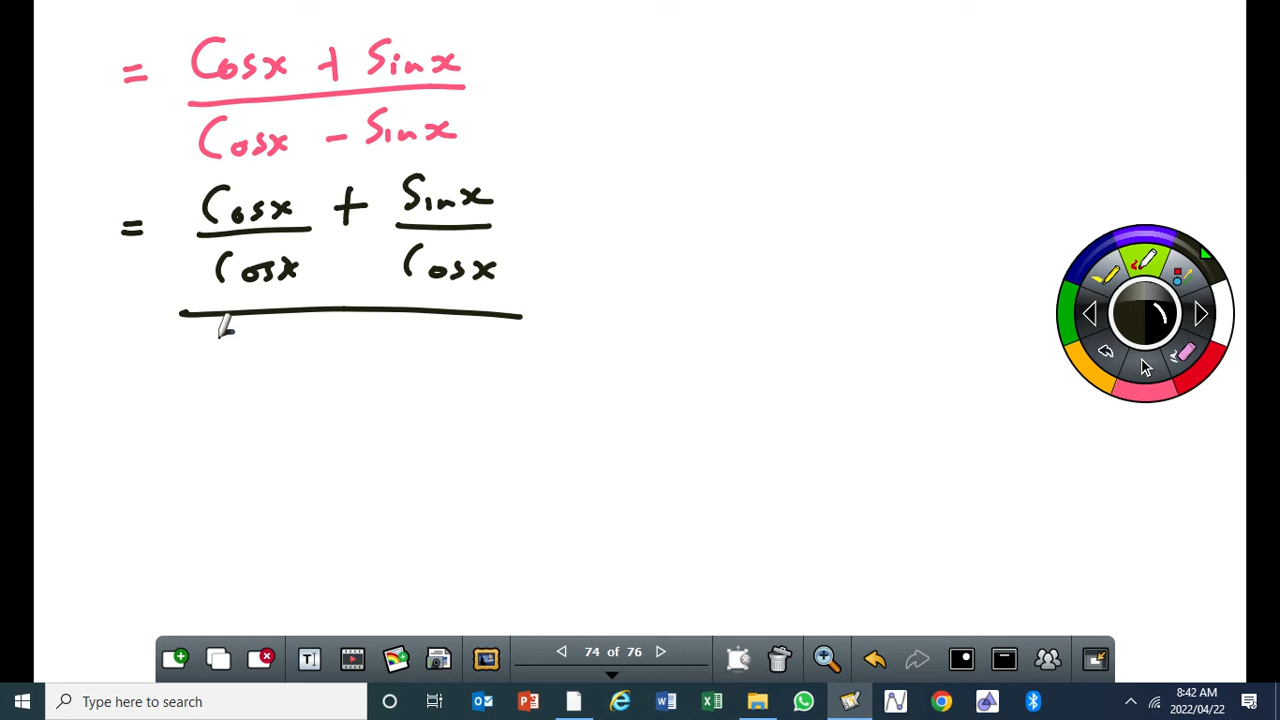 = Cosx + Sinx
Cosx - Sinx
= Cosx + Sinx
Cosx Cosx
74 of 76
Type here to search
8:42 AM
2022/04/22